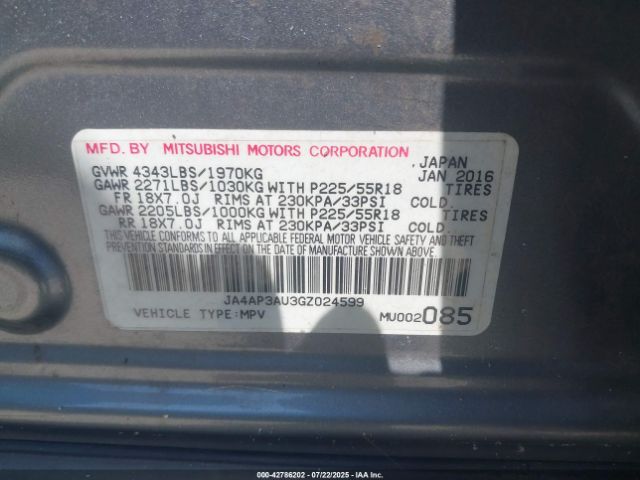 MFD. BY MITSUBISHI MOTORS CORPORATION
, JAPAN
GVWR 4343LBS/1970KG JAN 2016
GAWR 2271LBS/1030KG WITH P225/55R18 TIRES
FR 18X7.0J RIMS AT 230KPA/33PSI COLD.
GAWR 2205LBS/1000KG WITH P225/55R18 TIRES
RR 18X7.0J RIMS AT 230KPA/33PSI COLD.
THIS VEHICLE CONFORMS TO ALL APPLICABLE FEDERAL MOTOR VEHICLE SAFETY AND THEFT
PREVENTION STANDARDS IN EFFECT ON THE DATE OF MANUFACTURE SHOWN ABOVE.
JA4AP3AU3GZ024599
VEHICLE TYPE:MPV MU002085
000-42786202 - 07/22/2025 - IAA Inc.